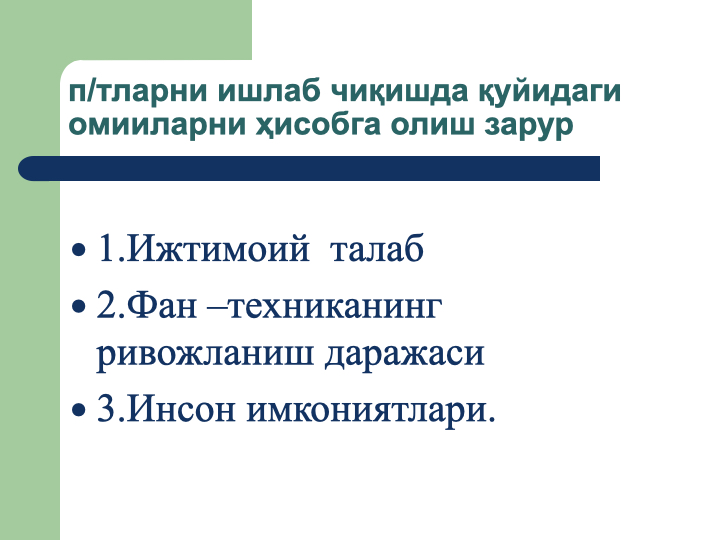 п/тларни ишлаб чиқишда қуйидаги
омииларни ҳисобга олиш зарур
• 1.Ижтимоий  талаб
• 2.Фан –техниканинг
ривожланиш даражаси
• 3.Инсон имкониятлари.